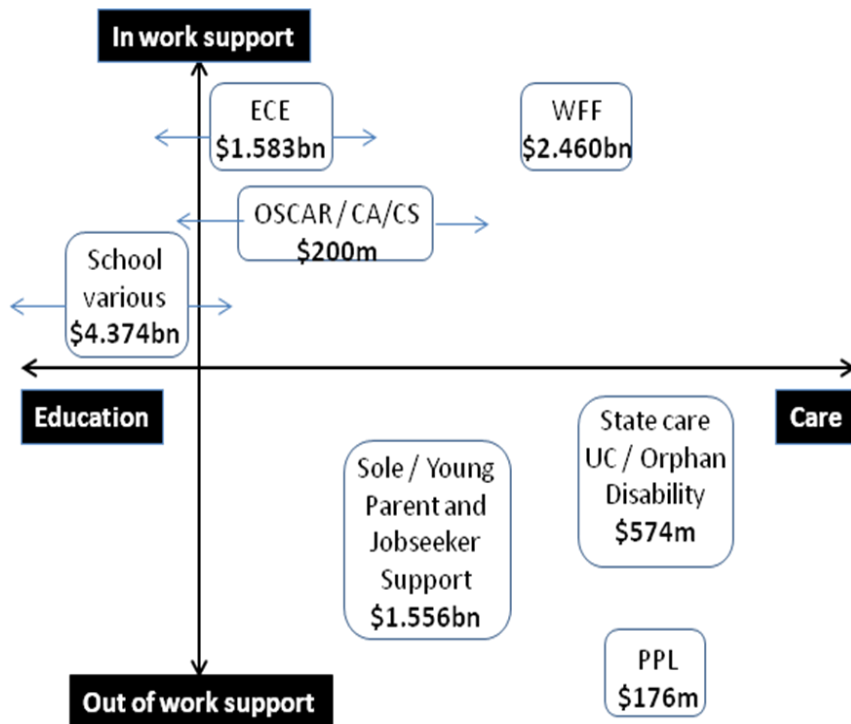 In work support
ECE
$1.583bn
WFF
$2.460bn
OSCAR / CA/CS
$200m
School
various
$4.374bn
Education
Care
State care
UC / Orphan
Disability
$574m
Sole / Young
Parent and
Jobseeker
Support
$1.556bn
PPL
$176m
Out of work support